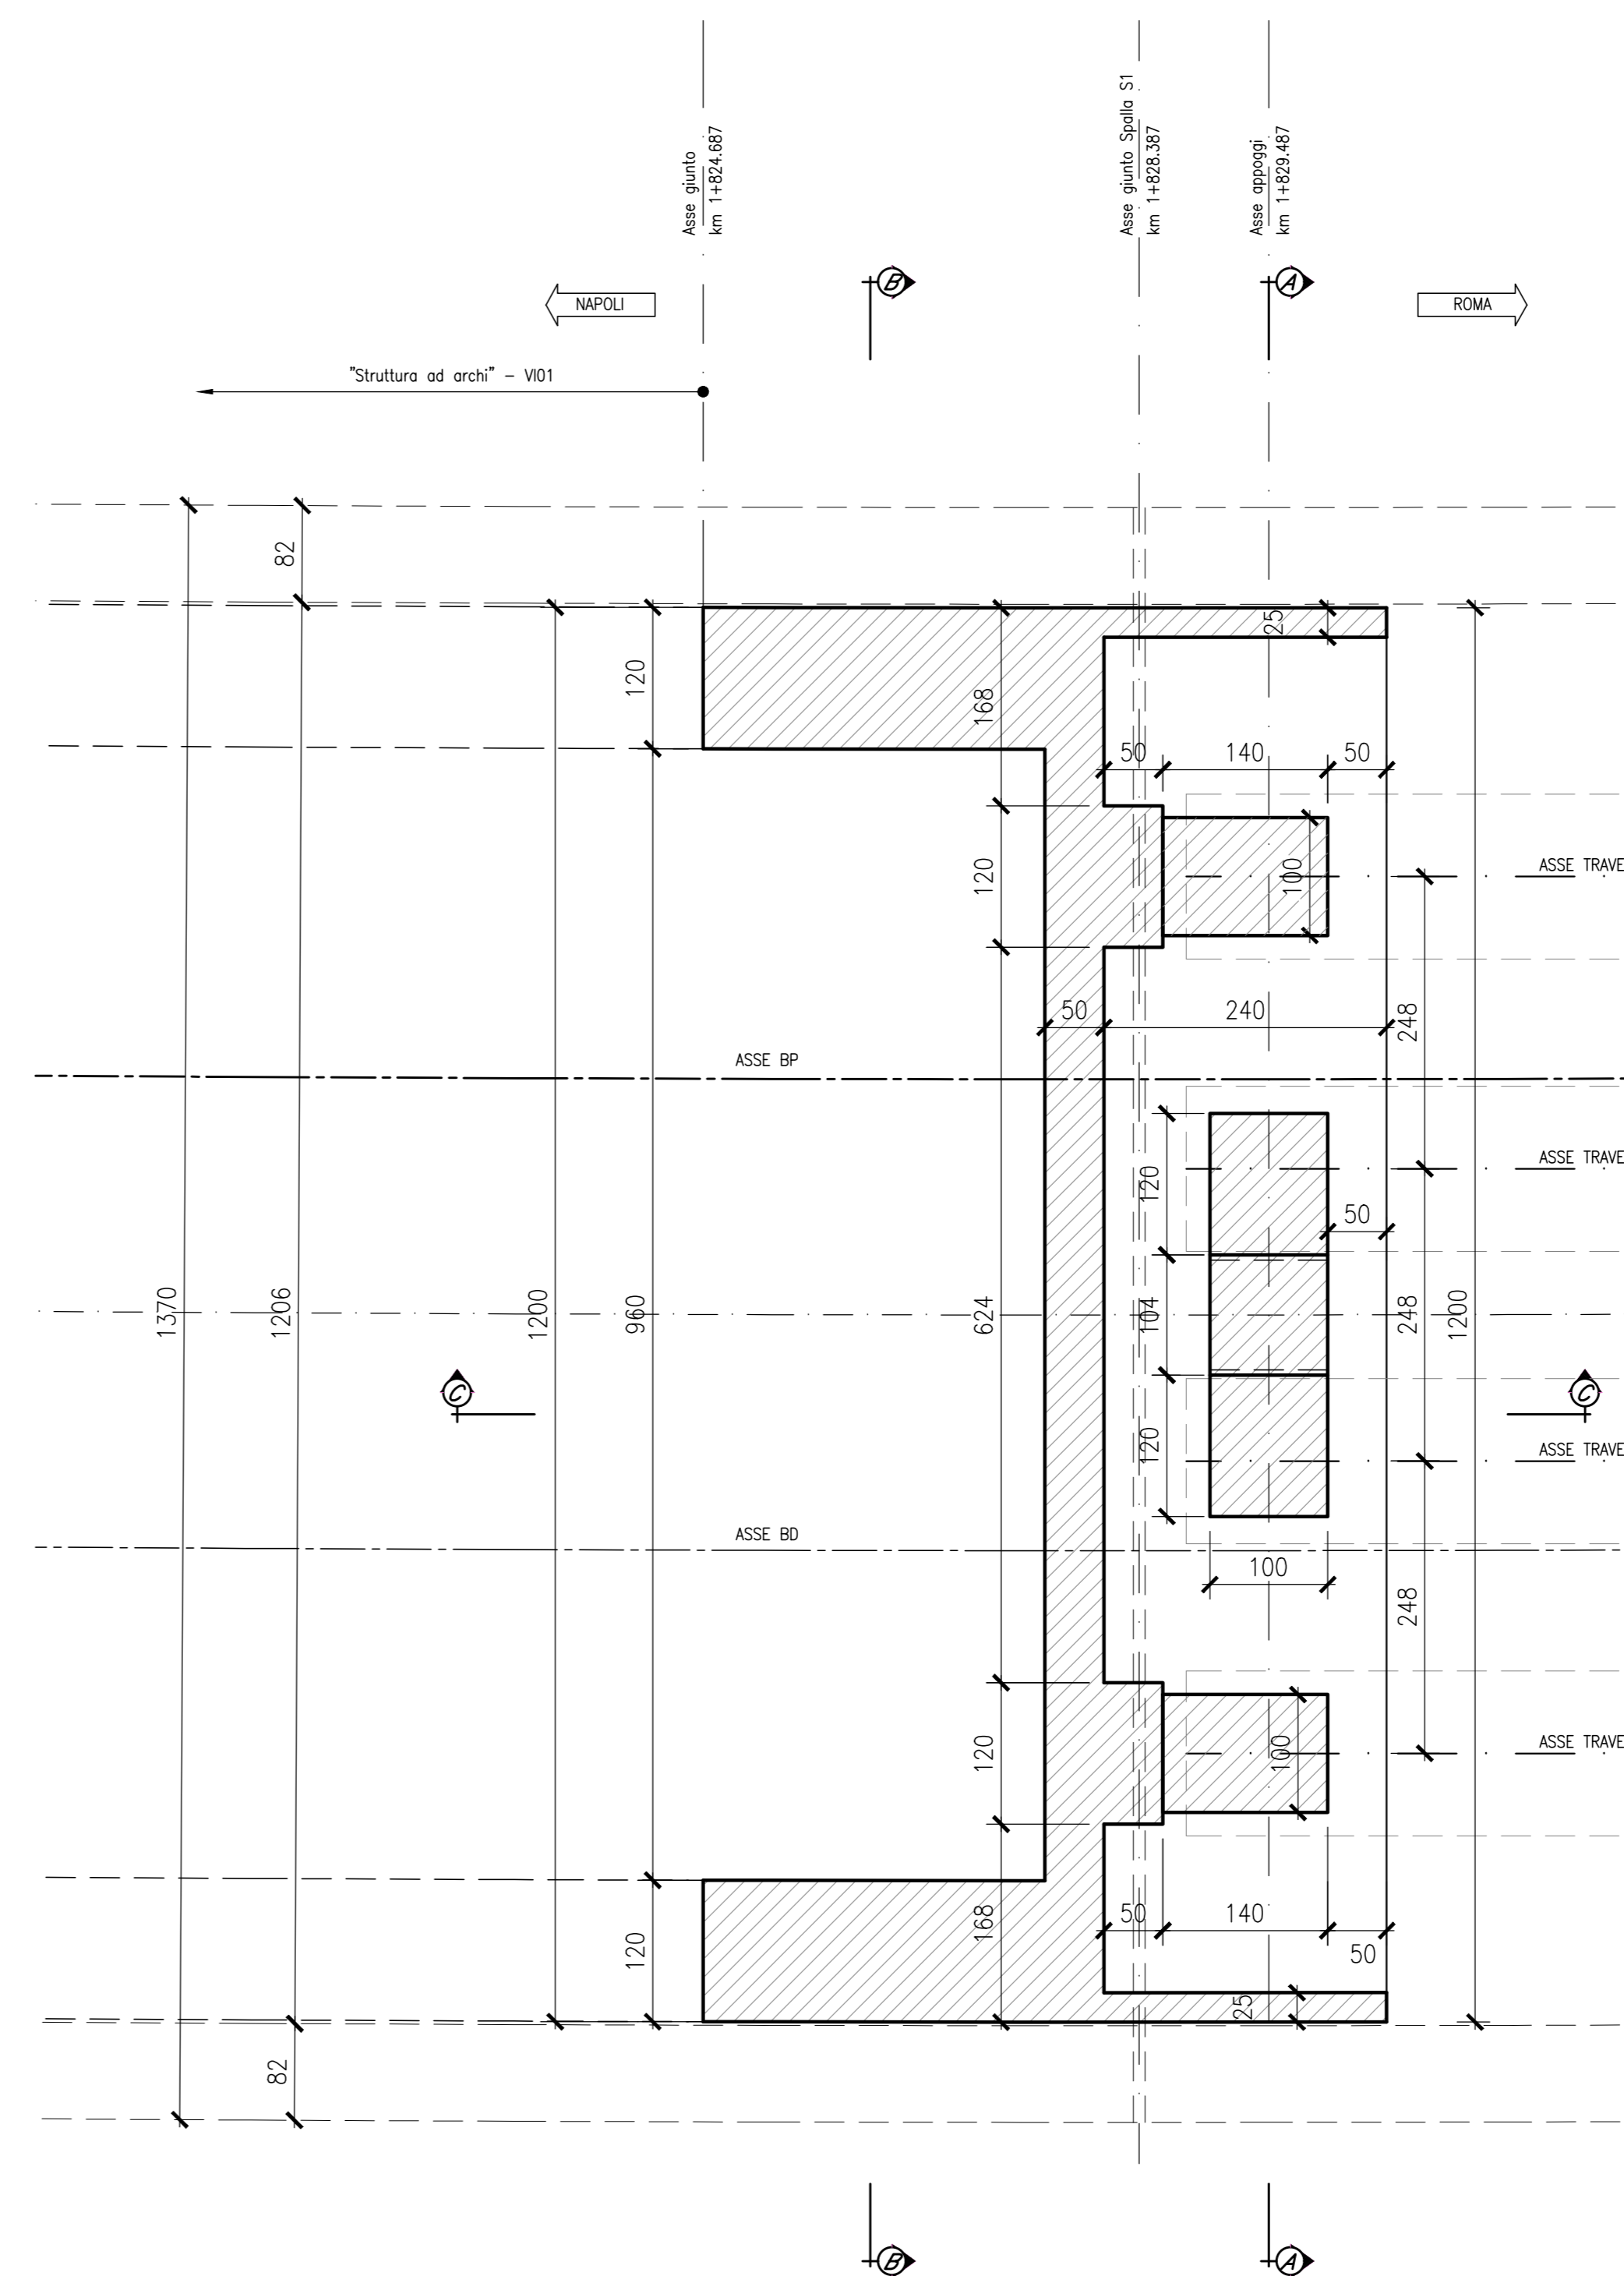 Asse giunto
km 1+824.687
Asse giunto Spalla S1
km 1+828.387
Asse appoggi
km 1+829.487
B
A
NAPOLI
ROMA
"Struttura ad archi" - VI01
82
25
120
168
50
140
50
120
100
ASSE TRAVE
50
240
248
ASSE BP
120
ASSE TRAVE
50
1370
1206
1200
960
624
104
248
1200
C
C
120
ASSE TRAVE
ASSE BD
100
248
120
100
ASSE TRAVE
168
50
140
50
120
25
82
B
A